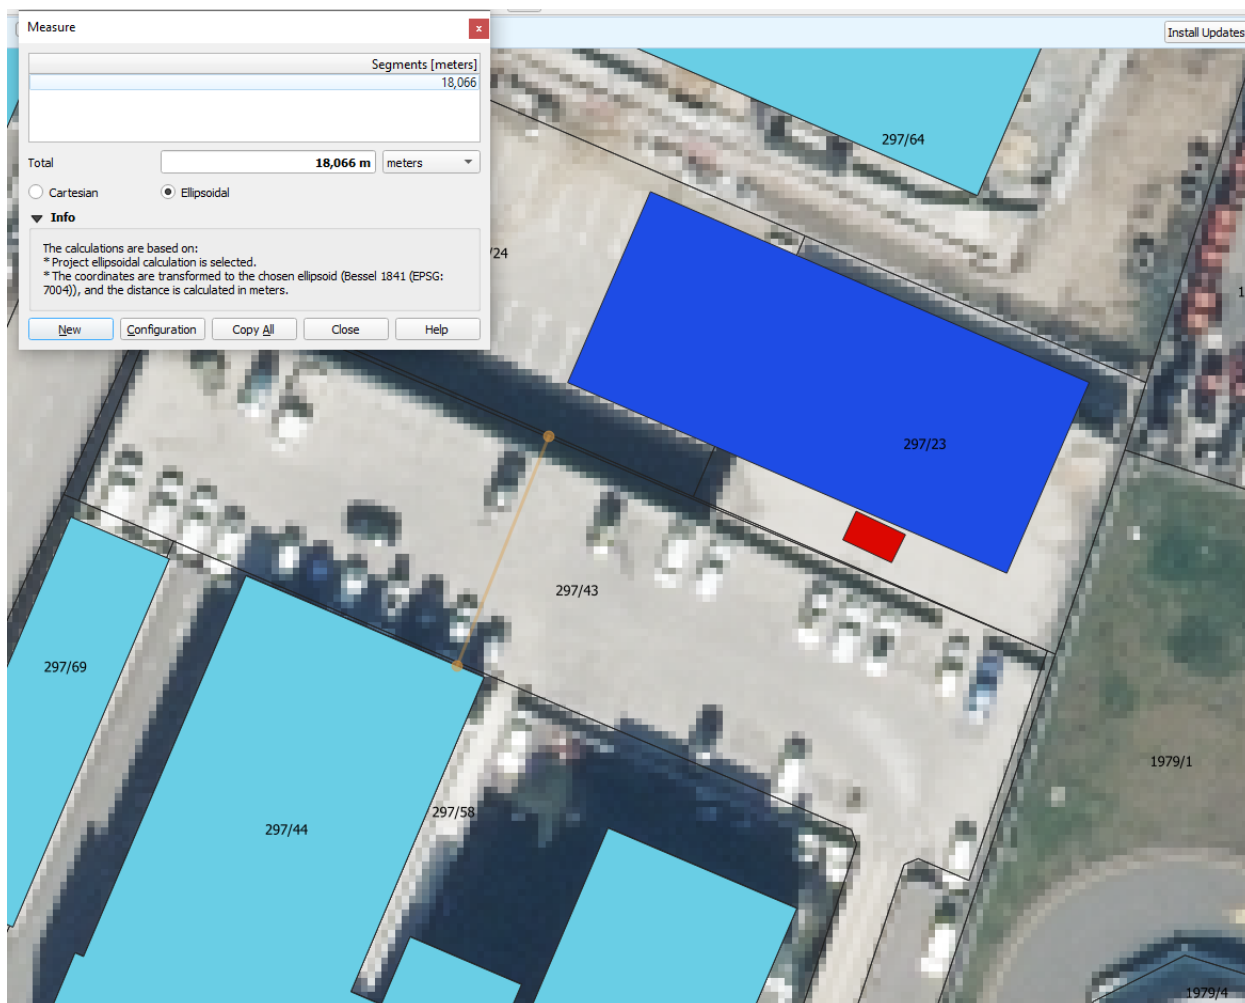 Measure
x
Install Updates
Segments [meters]
18,066
Total
18,066 m
meters
Cartesian
Ellipsoidal
Info
The calculations are based on:
* Project ellipsoidal calculation is selected.
* The coordinates are transformed to the chosen ellipsoid (Bessel 1841 (EPSG:
7004)), and the distance is calculated in meters.
New
Configuration
Copy All
Close
Help
297/64
/24
297/23
297/43
297/69
1979/1
297/58
297/44
1979/4